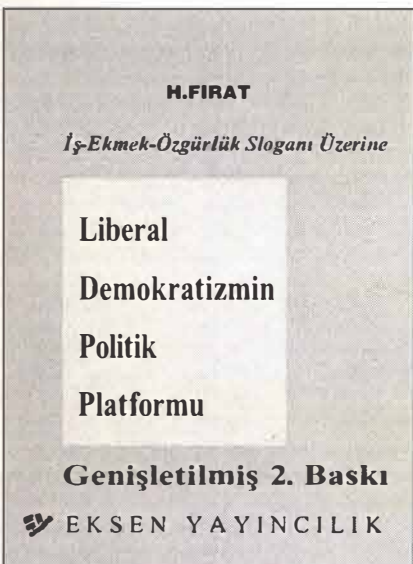 H.FIRAT
İş-Ekmek-Özgürlük Sloganı Üzerine
Liberal
Demokratizmin
Politik
Platformu
Genişletilmiş 2. Baskı
EKSEN YAYINCILIK